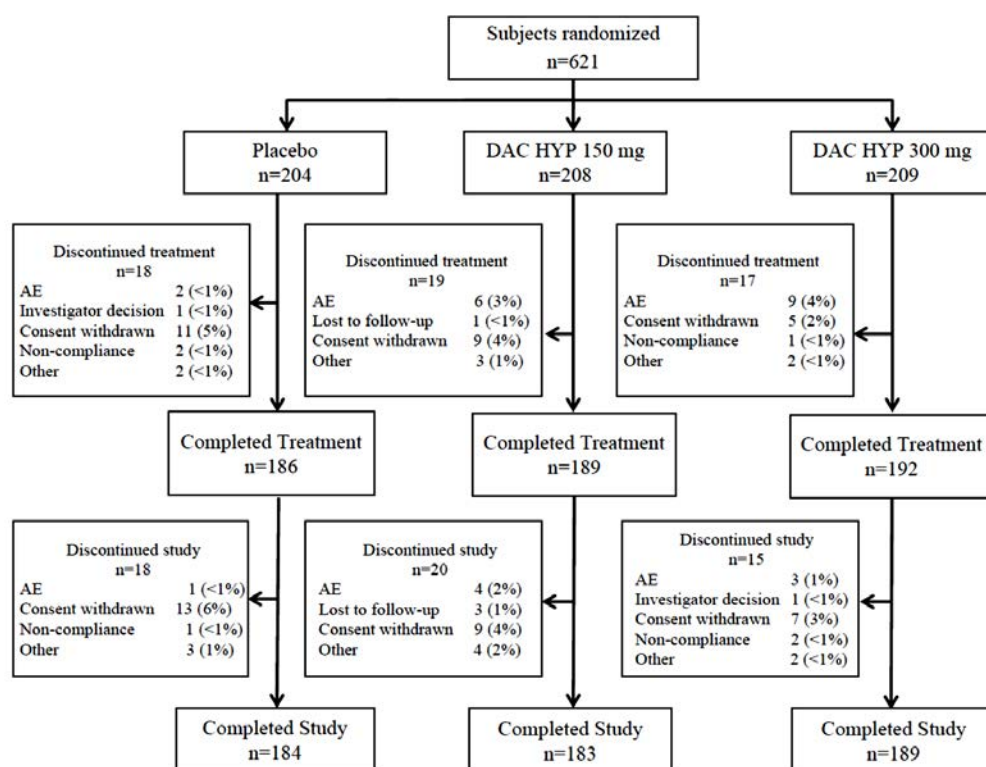 Subjects randomized
n=621
Placebo
n=204
DAC HYP 150 mg
n=208
DAC HYP 300 mg
n=209
Discontinued treatment
n=18
AE 2 (<1%)
Investigator decision 1 (<1%)
Consent withdrawn 11 (5%)
Non-compliance 2 (<1%)
Other 2 (<1%)
Discontinued treatment
n=19
AE 6 (3%)
Lost to follow-up 1 (<1%)
Consent withdrawn 9 (4%)
Other 3 (1%)
Discontinued treatment
n=17
AE 9 (4%)
Consent withdrawn 5 (2%)
Non-compliance 1 (<1%)
Other 2 (<1%)
Completed Treatment
n=186
Completed Treatment
n=189
Completed Treatment
n=192
Discontinued study
n=18
AE 1 (<1%)
Consent withdrawn 13 (6%)
Non-compliance 1 (<1%)
Other 3 (1%)
Discontinued study
n=20
AE 4 (2%)
Lost to follow-up 3 (1%)
Consent withdrawn 9 (4%)
Other 4 (2%)
Discontinued study
n=15
AE 3 (1%)
Investigator decision 1 (<1%)
Consent withdrawn 7 (3%)
Non-compliance 2 (<1%)
Other 2 (<1%)
Completed Study
n=184
Completed Study
n=183
Completed Study
n=189